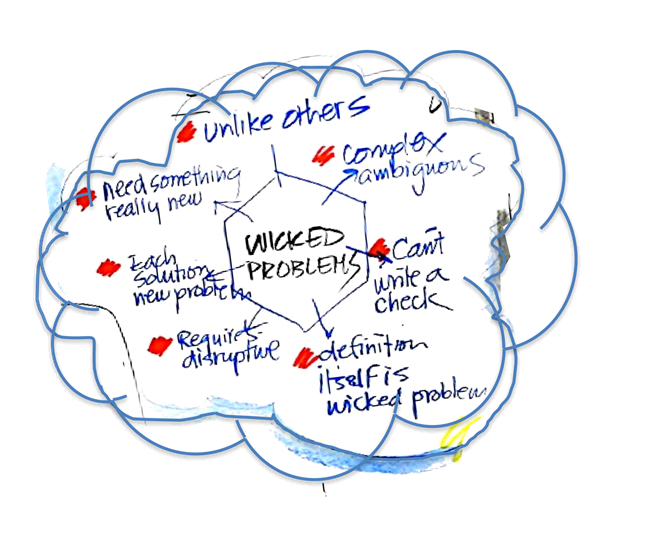 unlike others
complex
ambiguous
need something
really new
WICKED
PROBLEMS
Can't
write a
check
Each
solution
new problem
Require
disruptive
definition
itself is
wicked problem